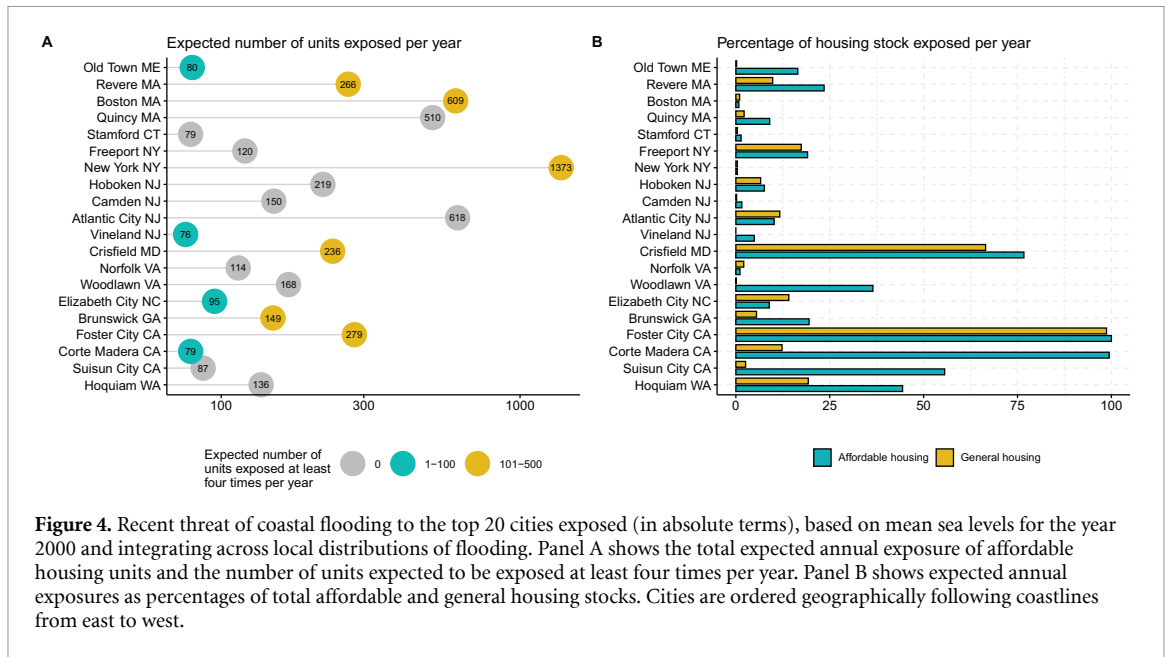 A
Expected number of units exposed per year
Old Town ME
80
Revere MA
266
Boston MA
609
Quincy MA
510
Stamford CT
79
Freeport NY
120
New York NY
1373
Hoboken NJ
219
Camden NJ
150
Atlantic City NJ
618
Vineland NJ
76
Crisfield MD
236
Norfolk VA
114
Woodlawn VA
168
Elizabeth City NC
95
Brunswick GA
149
Foster City CA
279
Corte Madera CA
79
Suisun City CA
87
Hoquiam WA
136
100 300 1000
Expected number of
units exposed at least
four times per year
0 1−100 101−500
B
Percentage of housing stock exposed per year
Old Town ME
Revere MA
Boston MA
Quincy MA
Stamford CT
Freeport NY
New York NY
Hoboken NJ
Camden NJ
Atlantic City NJ
Vineland NJ
Crisfield MD
Norfolk VA
Woodlawn VA
Elizabeth City NC
Brunswick GA
Foster City CA
Corte Madera CA
Suisun City CA
Hoquiam WA
0 25 50 75 100
Affordable housing General housing
Figure 4. Recent threat of coastal flooding to the top 20 cities exposed (in absolute terms), based on mean sea levels for the year
2000 and integrating across local distributions of flooding. Panel A shows the total expected annual exposure of affordable
housing units and the number of units expected to be exposed at least four times per year. Panel B shows expected annual
exposures as percentages of total affordable and general housing stocks. Cities are ordered geographically following coastlines
from east to west.